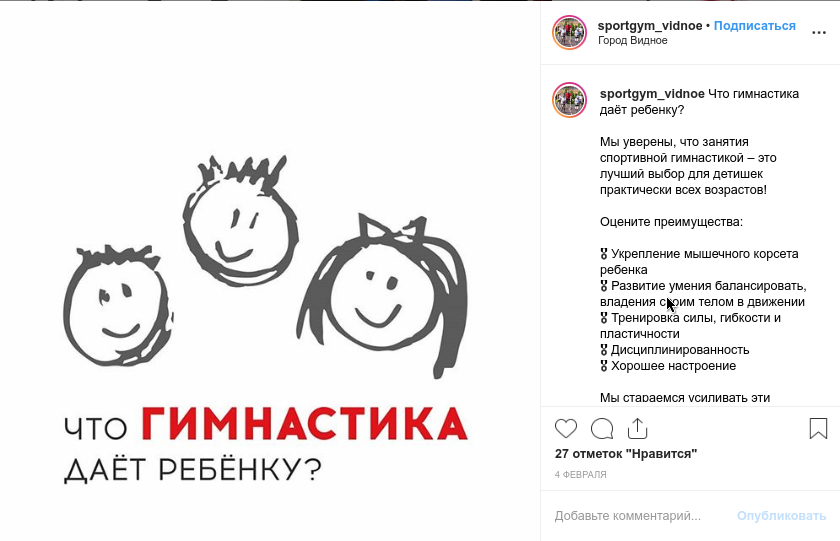 ЧТО ГИМНАСТИКА
ДАЁТ РЕБЁНКУ?
sportgym_vidnoe • Подписаться
Город Видное
sportgym_vidnoe Что гимнастика
даёт ребенку?
Мы уверены, что занятия
спортивной гимнастикой – это
лучший выбор для детишек
практически всех возрастов!
Оцените преимущества:
🎖 Укрепление мышечного корсета
ребенка
🎖 Развитие умения балансировать,
владения своим телом в движении
🎖 Тренировка силы, гибкости и
пластичности
🎖 Дисциплинированность
🎖 Хорошее настроение
Мы стараемся усиливать эти
27 отметок "Нравится"
4 ФЕВРАЛЯ
Добавьте комментарий... Опубликовать